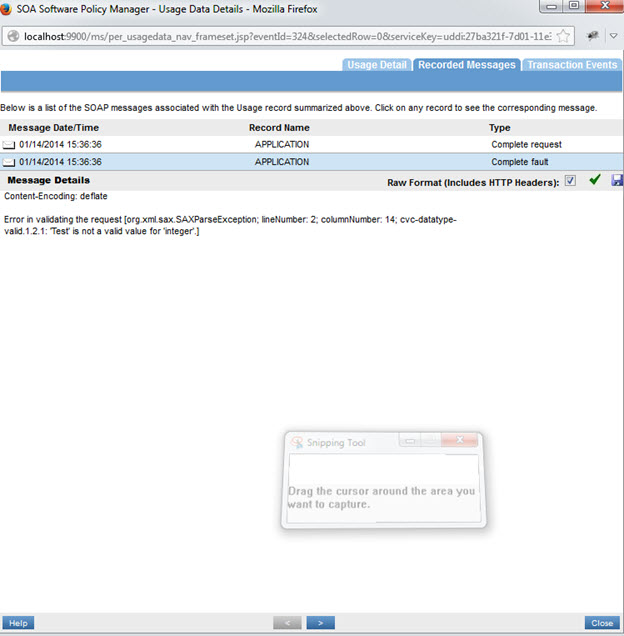 SOA Software Policy Manager - Usage Data Details - Mozilla Firefox
localhost:9900/ms/per_usagedata_nav_frameset.jsp?eventId=324&selectedRow=0&serviceKey=uddi:27ba321f-7d01-11e3
Usage Detail Recorded Messages Transaction Events
Below is a list of the SOAP messages associated with the Usage record summarized above. Click on any record to see the corresponding message.
Message Date/Time Record Name Type
01/14/2014 15:36:36 APPLICATION Complete request
01/14/2014 15:36:36 APPLICATION Complete fault
Message Details Raw Format (Includes HTTP Headers):
Content-Encoding: deflate
Error in validating the request [org.xml.sax.SAXParseException; lineNumber: 2; columnNumber: 14; cvc-datatype-
valid.1.2.1: 'Test' is not a valid value for 'integer'.]
Snipping Tool
Drag the cursor around the area you
want to capture.
Help < > Close